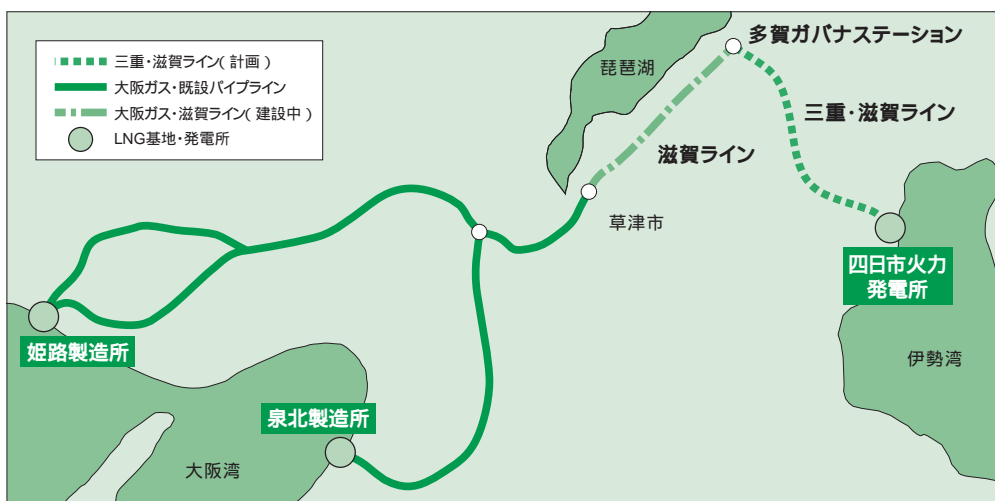 三重・滋賀ライン(計画)
大阪ガス・既設パイプライン
大阪ガス・滋賀ライン(建設中)
LNG基地・発電所
多賀ガバナステーション
琵琶湖
三重・滋賀ライン
滋賀ライン
草津市
四日市火力
発電所
姫路製造所
伊勢湾
泉北製造所
大阪湾